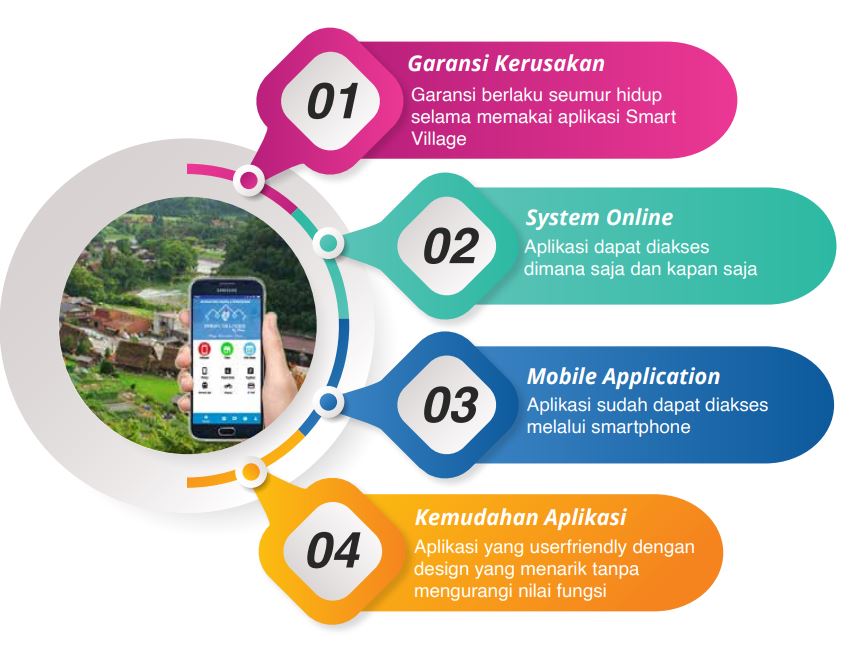 01
Garansi Kerusakan
Garansi berlaku seumur hidup
selama memakai aplikasi Smart
Village
02
System Online
Aplikasi dapat diakses
dimana saja dan kapan saja
03
Mobile Application
Aplikasi sudah dapat diakses
melalui smartphone
04
Kemudahan Aplikasi
Aplikasi yang userfriendly dengan
design yang menarik tanpa
mengurangi nilai fungsi